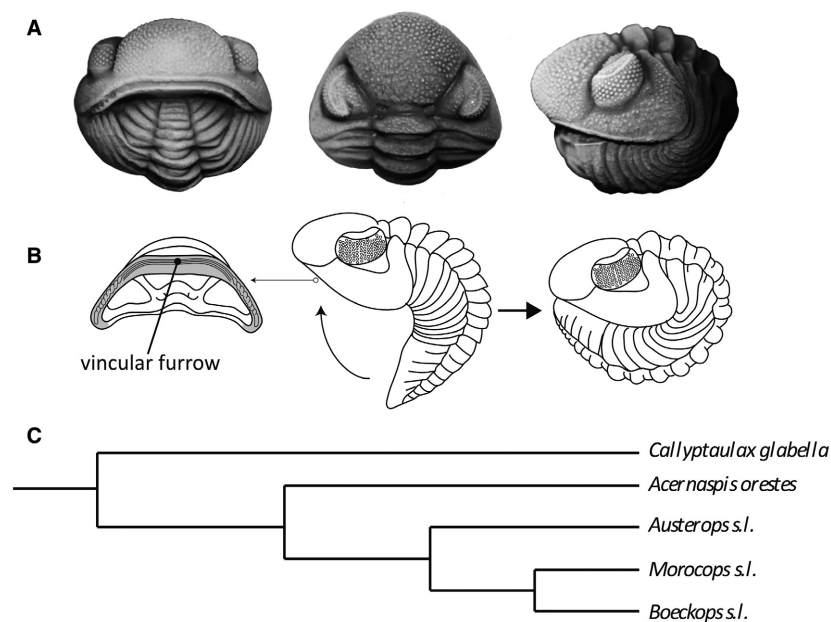 A
B
vincular furrow
C
Callyptaulax glabella
Acernaspis orestes
Austerops s.l.
Morocops s.l.
Boeckops s.l.